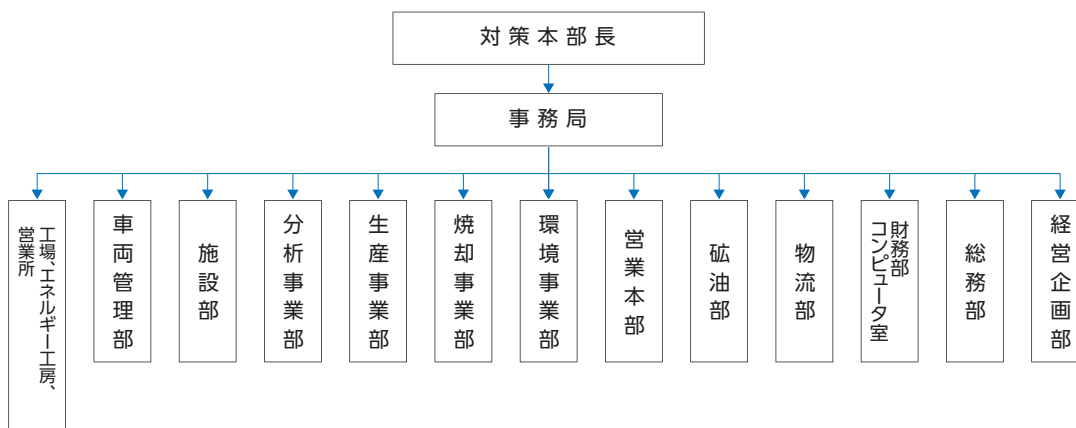 対策本部長
事務局
工場、エネルギー工房、
営業所
車両管理部
施設部
分析事業部
生産事業部
焼却事業部
環境事業部
営業本部
砿油部
物流部
財務部
コンピュータ室
総務部
経営企画部